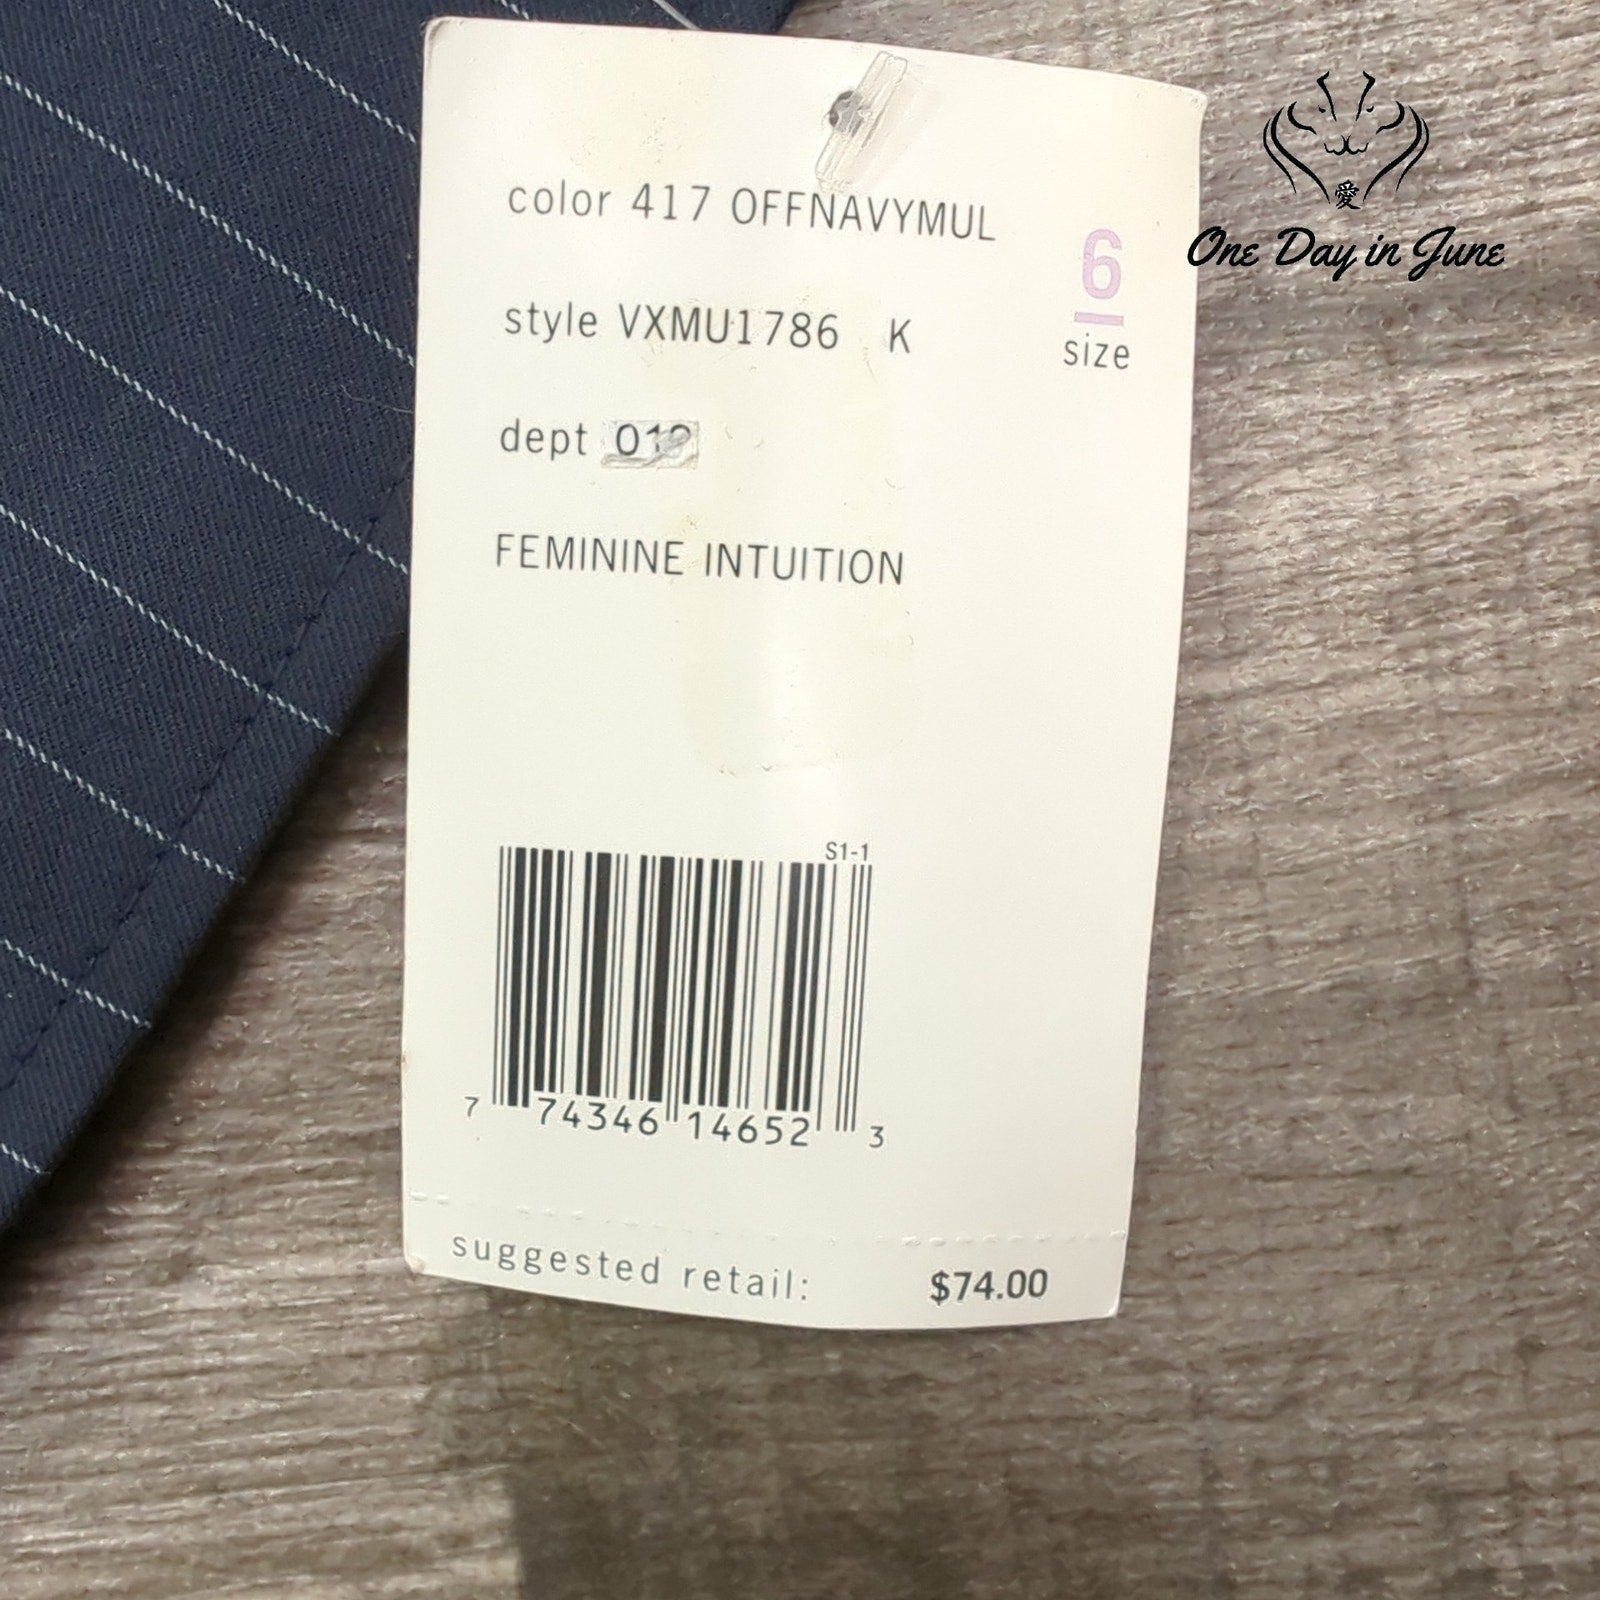 color 417 OFFNAVYMUL
6
size
style VXMU1786 K
dept
FEMININE INTUITION
S1-1
7 74346 14652 3
suggested retail: $74.00
愛
One Day in June